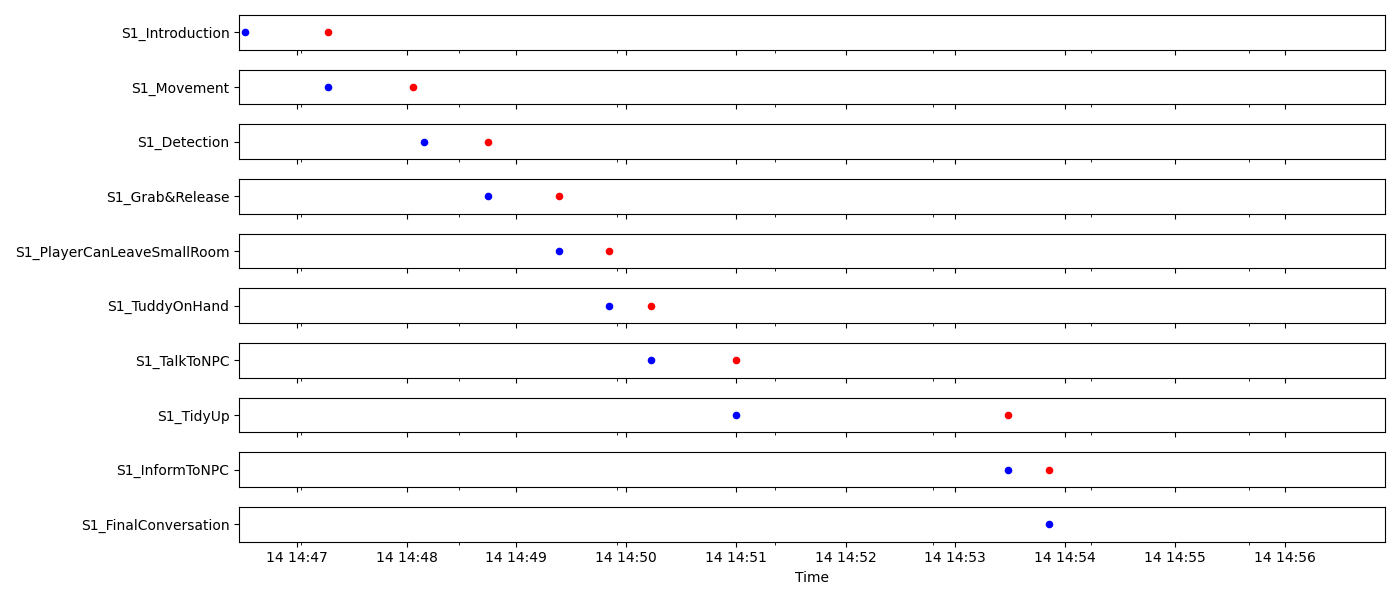 S1_Introduction
S1_Movement
S1_Detection
S1_Grab&Release
S1_PlayerCanLeaveSmallRoom
S1_TuddyOnHand
S1_TalkToNPC
S1_TidyUp
S1_InformToNPC
S1_FinalConversation
14 14:47 14 14:48 14 14:49 14 14:50 14 14:51 14 14:52 14 14:53 14 14:54 14 14:55 14 14:56
Time